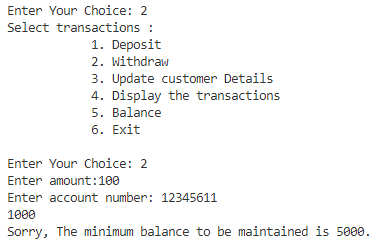 Enter Your Choice: 2
Select transactions :
1. Deposit
2. Withdraw
3. Update customer Details
4. Display the transactions
5. Balance
6. Exit
Enter Your Choice: 2
Enter amount:100
Enter account number: 12345611
1000
Sorry, The minimum balance to be maintained is 5000.